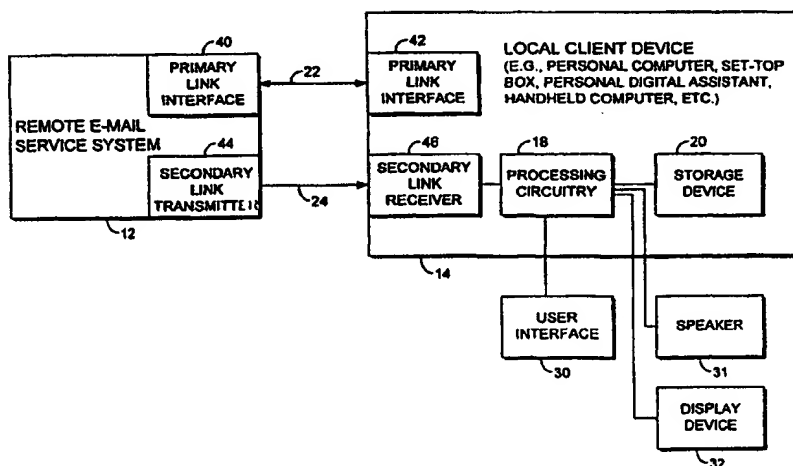 40
PRIMARY
LINK
INTERFACE
REMOTE E-MAIL
SERVICE SYSTEM
44
SECONDARY
LINK
TRANSMITTER
12
22
24
42
PRIMARY
LINK
INTERFACE
LOCAL CLIENT DEVICE
(E.G., PERSONAL COMPUTER, SET-TOP
BOX, PERSONAL DIGITAL ASSISTANT,
HANDHELD COMPUTER, ETC.)
46
SECONDARY
LINK
RECEIVER
18
PROCESSING
CIRCUITRY
20
STORAGE
DEVICE
14
USER
INTERFACE
30
SPEAKER
31
DISPLAY
DEVICE
32